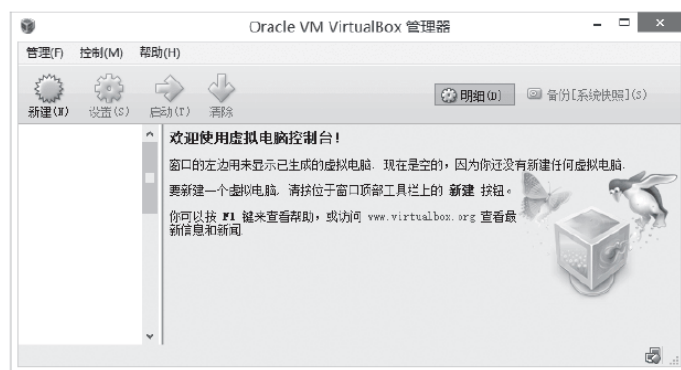 Oracle VM VirtualBox 管理器
管理(F) 控制(M) 帮助(H)
新建(N) 设置(S) 启动(T) 清除 明细(D) 备份[系统快照](S)
欢迎使用虚拟电脑控制台!
窗口的左边用来显示已生成的虚拟电脑. 现在是空的, 因为你还没有新建任何虚拟电脑.
要新建一个虚拟电脑, 请按位于窗口顶部工具栏上的 新建 按钮。
你可以按 F1 键来查看帮助, 或访问 www.virtualbox.org 查看最
新信息和新闻.